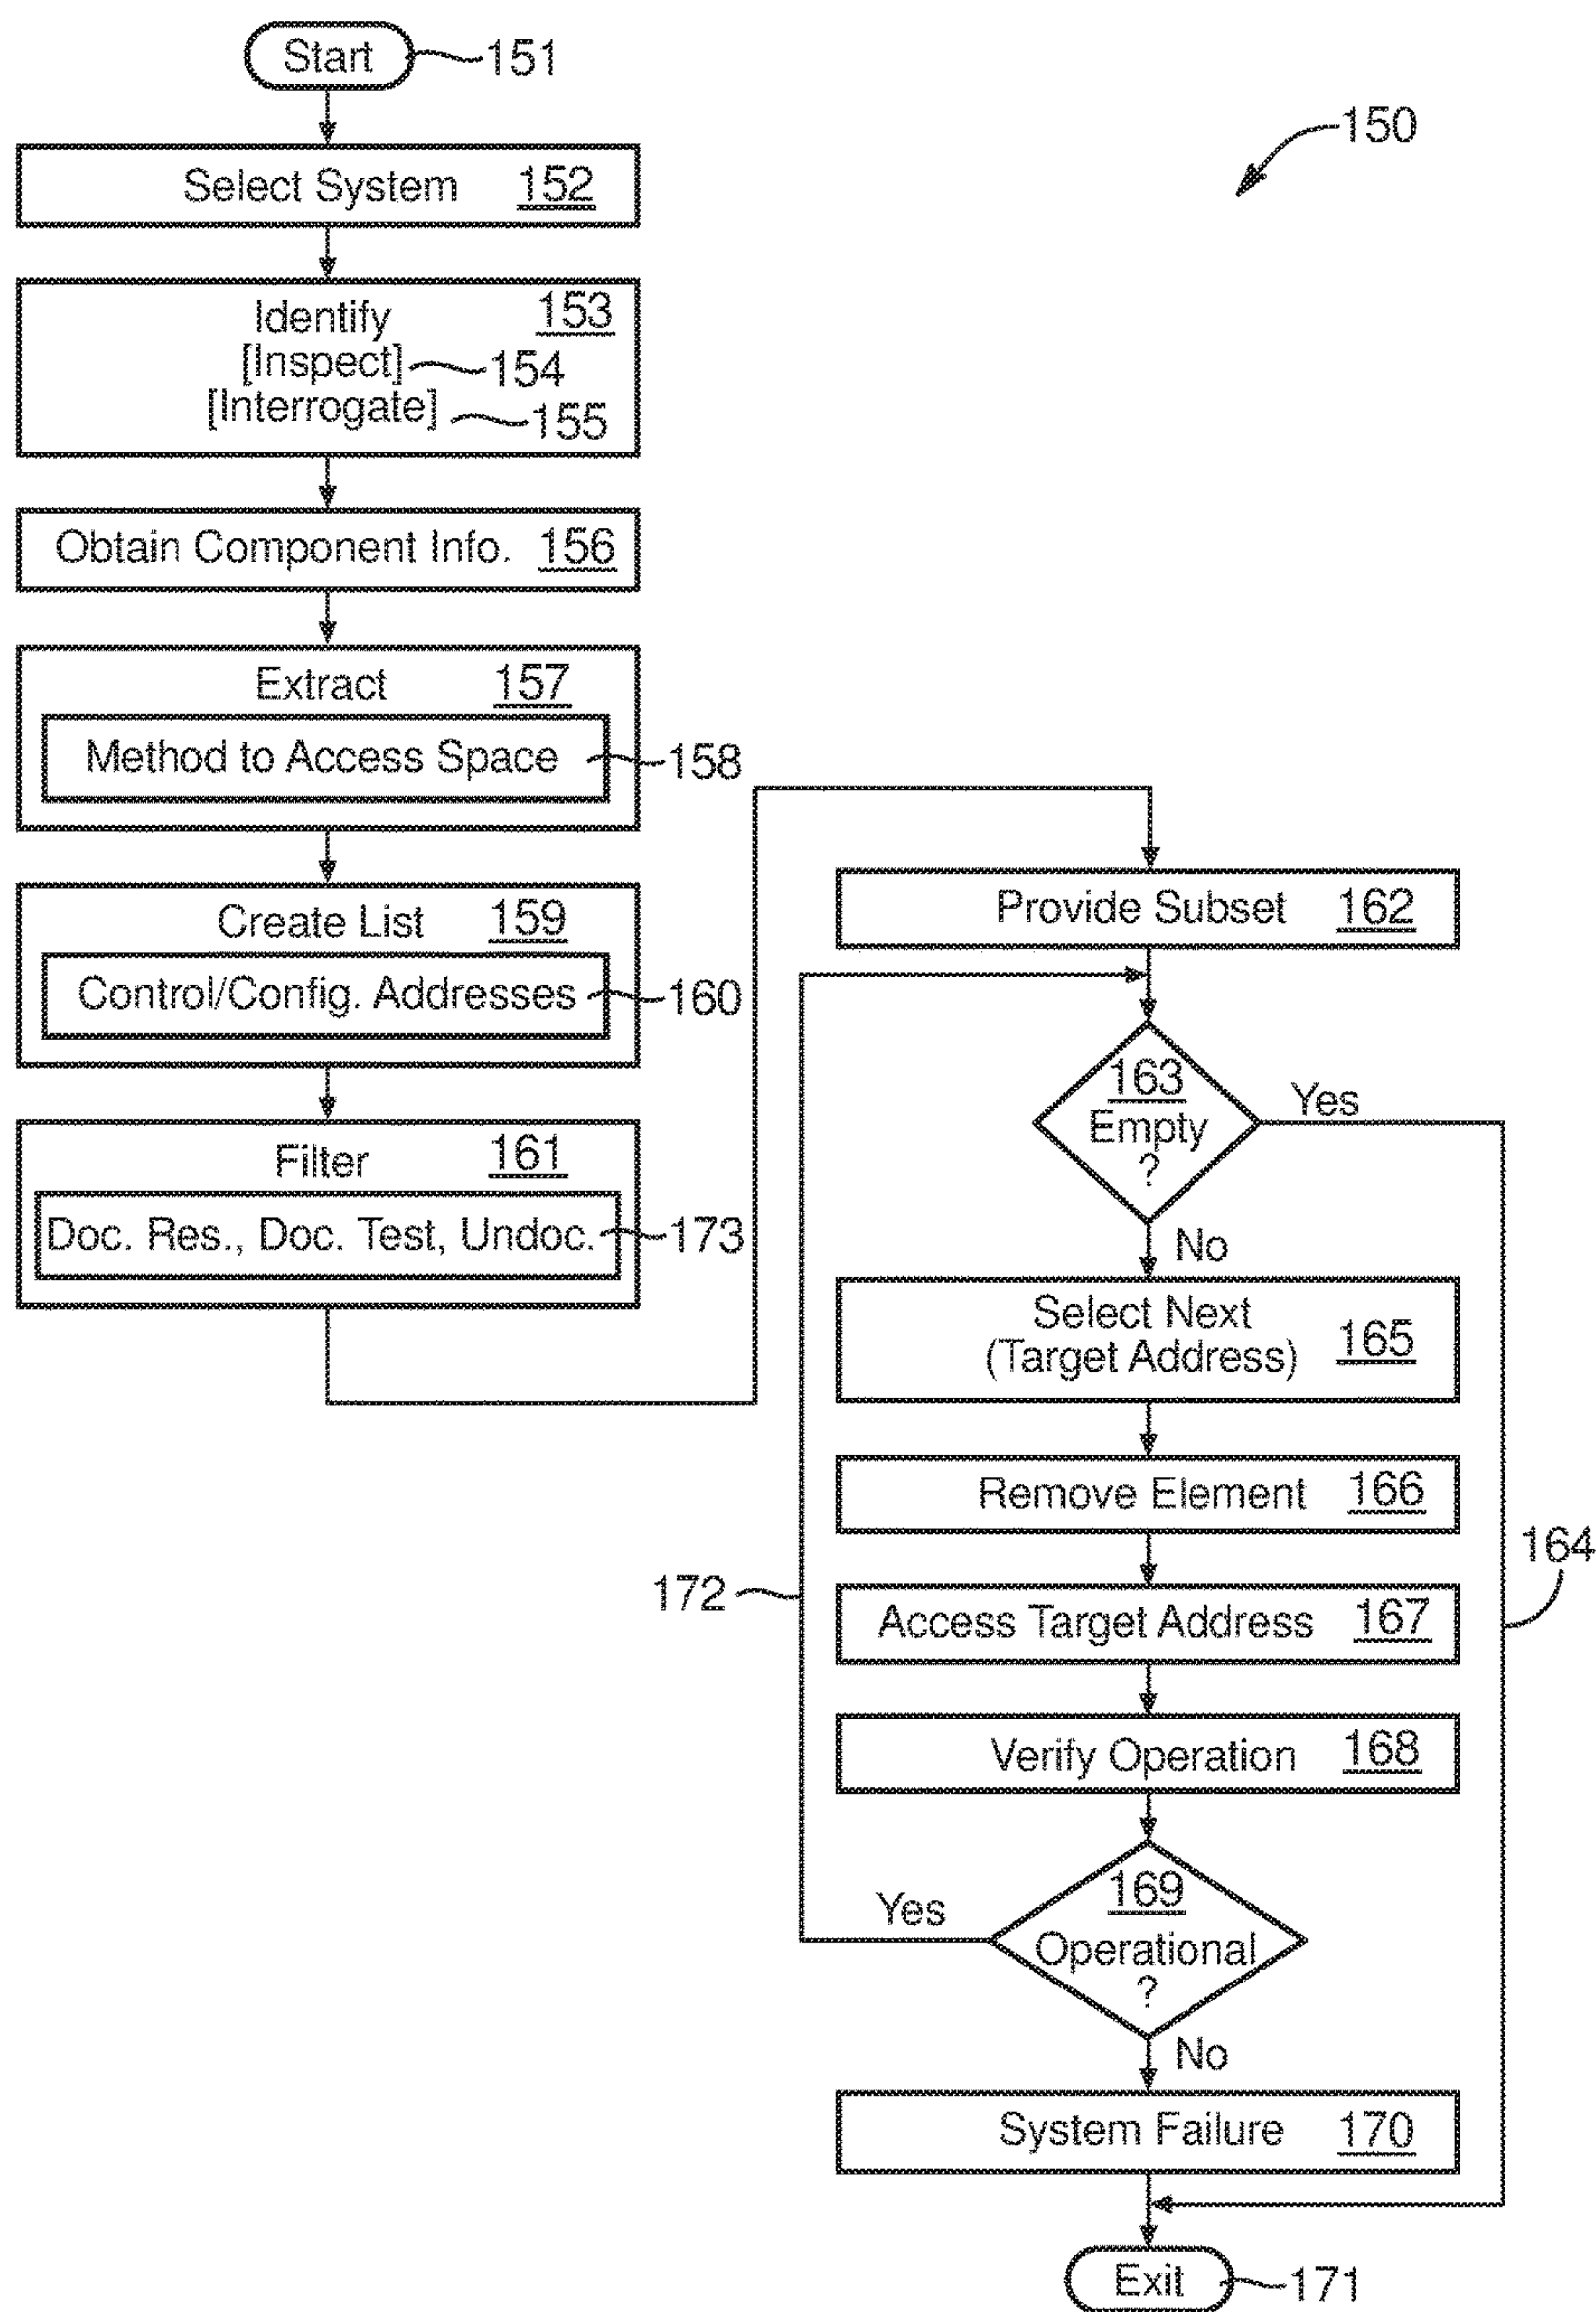 Start 151
150
Select System 152
Identify 153
[Inspect] 154
[Interrogate] 155
Obtain Component Info. 156
Extract 157
Method to Access Space 158
Create List 159
Control/Config. Addresses 160
Filter 161
Doc. Res., Doc. Test, Undoc. 173
Provide Subset 162
163
Empty
?
Yes
No
Select Next
(Target Address) 165
Remove Element 166
164
172
Access Target Address 167
Verify Operation 168
169
Operational
?
Yes
No
System Failure 170
Exit 171